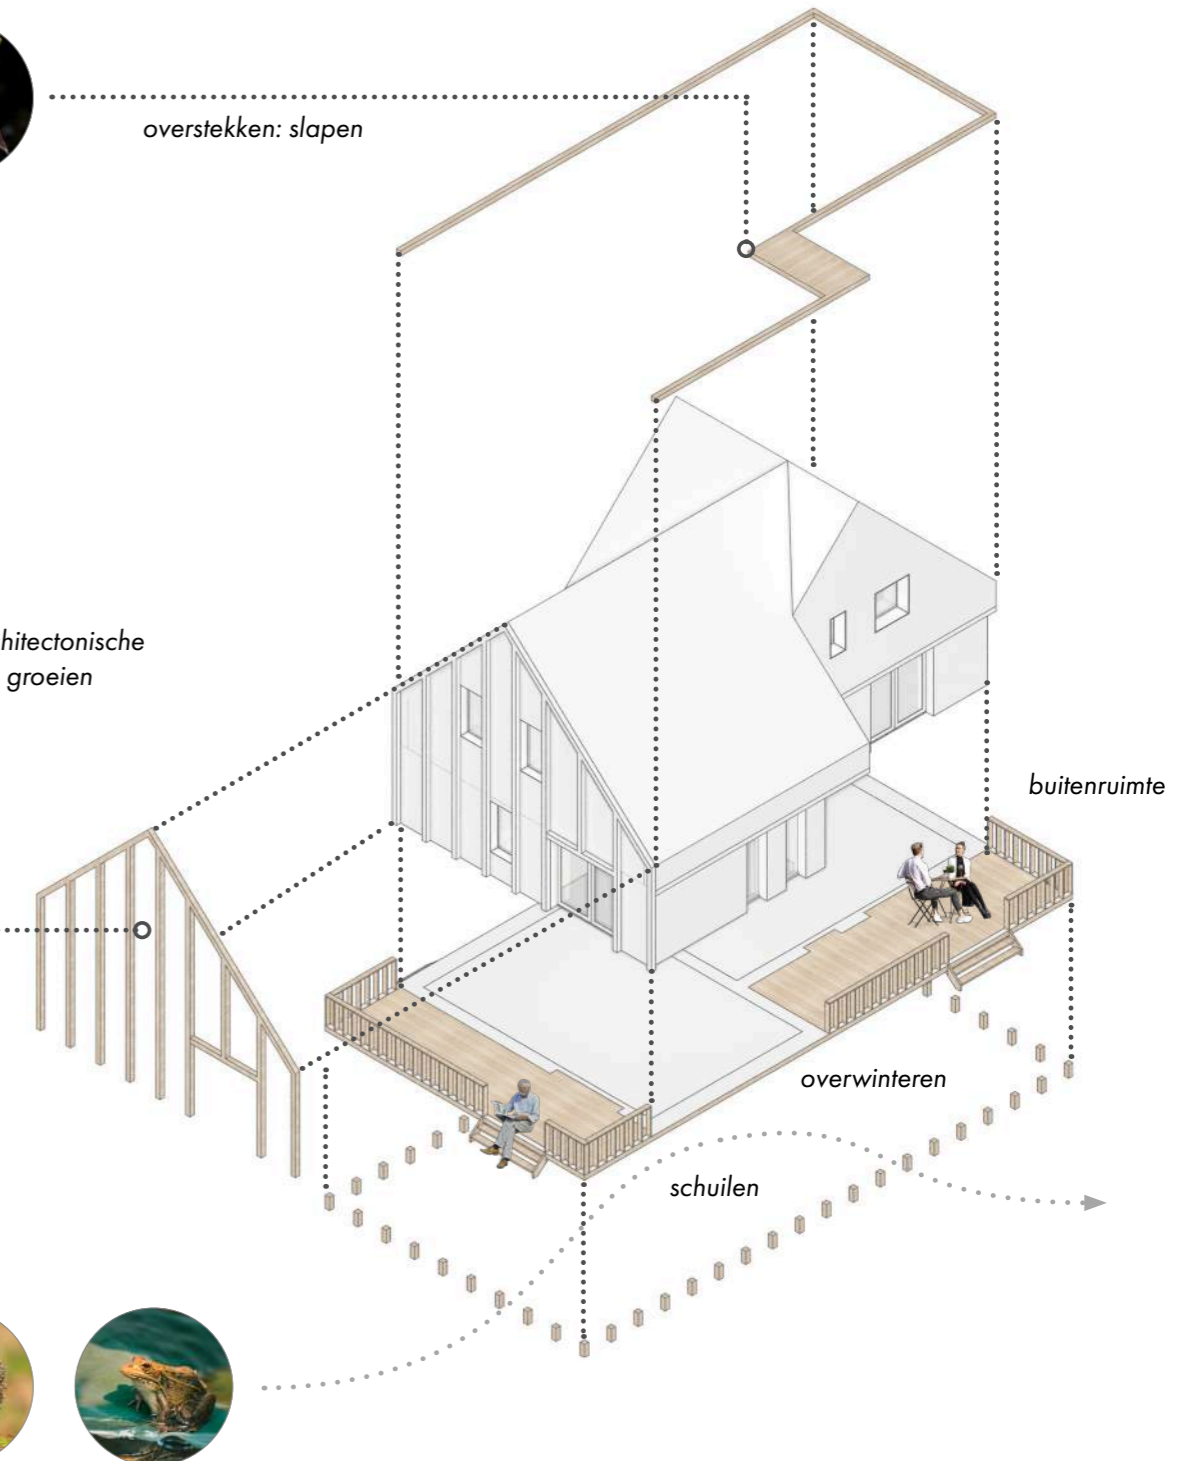 overstekken: slapen
hitectonische
groeien
buitenruimte
overwinteren
schuilen